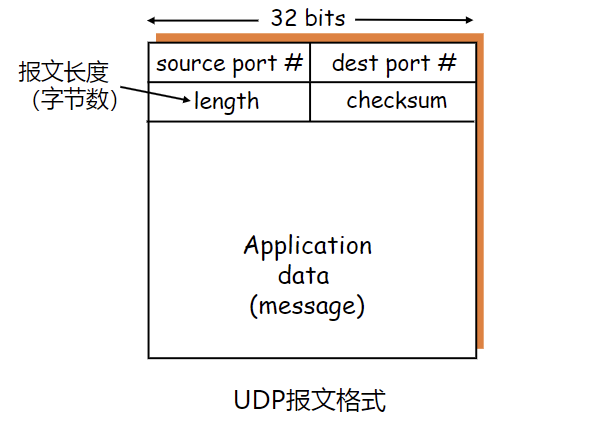 32 bits
source port #
dest port #
报文长度
（字节数）
length
checksum
Application
data
(message)
UDP报文格式